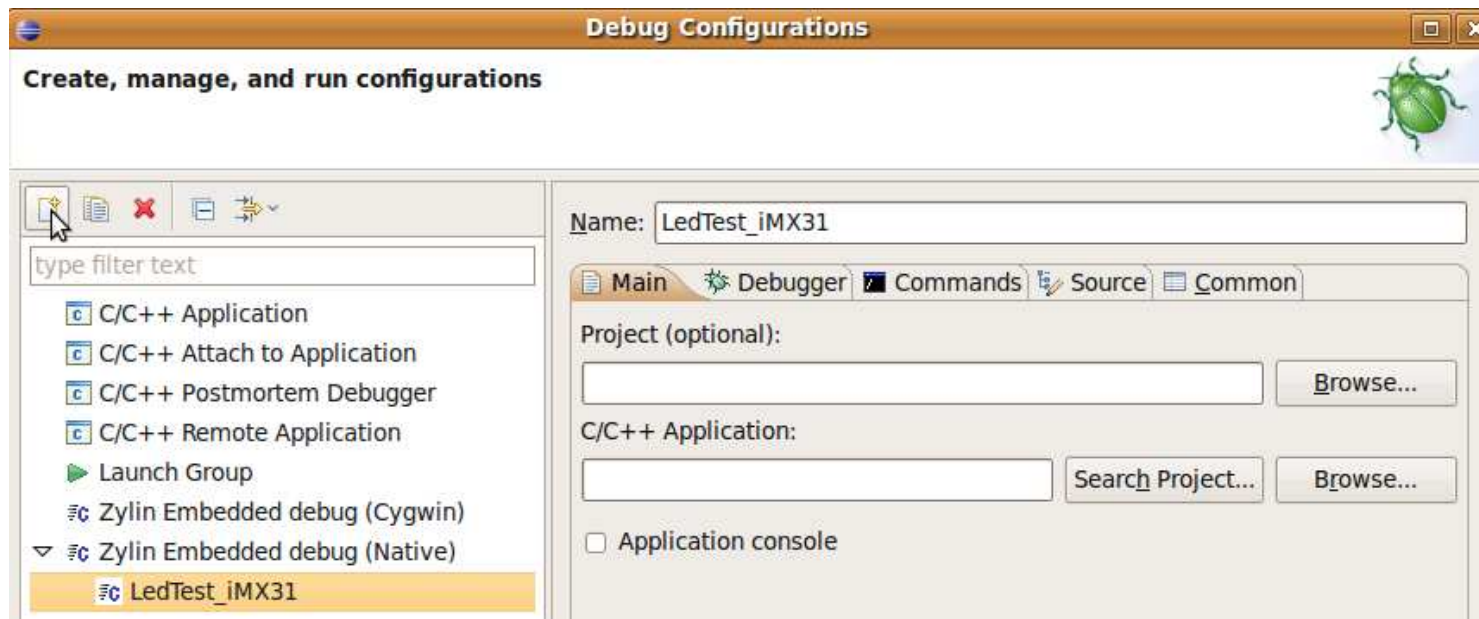 Debug Configurations
Create, manage, and run configurations
type filter text
C/C++ Application
C/C++ Attach to Application
C/C++ Postmortem Debugger
C/C++ Remote Application
Launch Group
Zylin Embedded debug (Cygwin)
Zylin Embedded debug (Native)
LedTest_iMX31
Name: LedTest_iMX31
Main Debugger Commands Source Common
Project (optional):
Browse...
C/C++ Application:
Search Project... Browse...
Application console